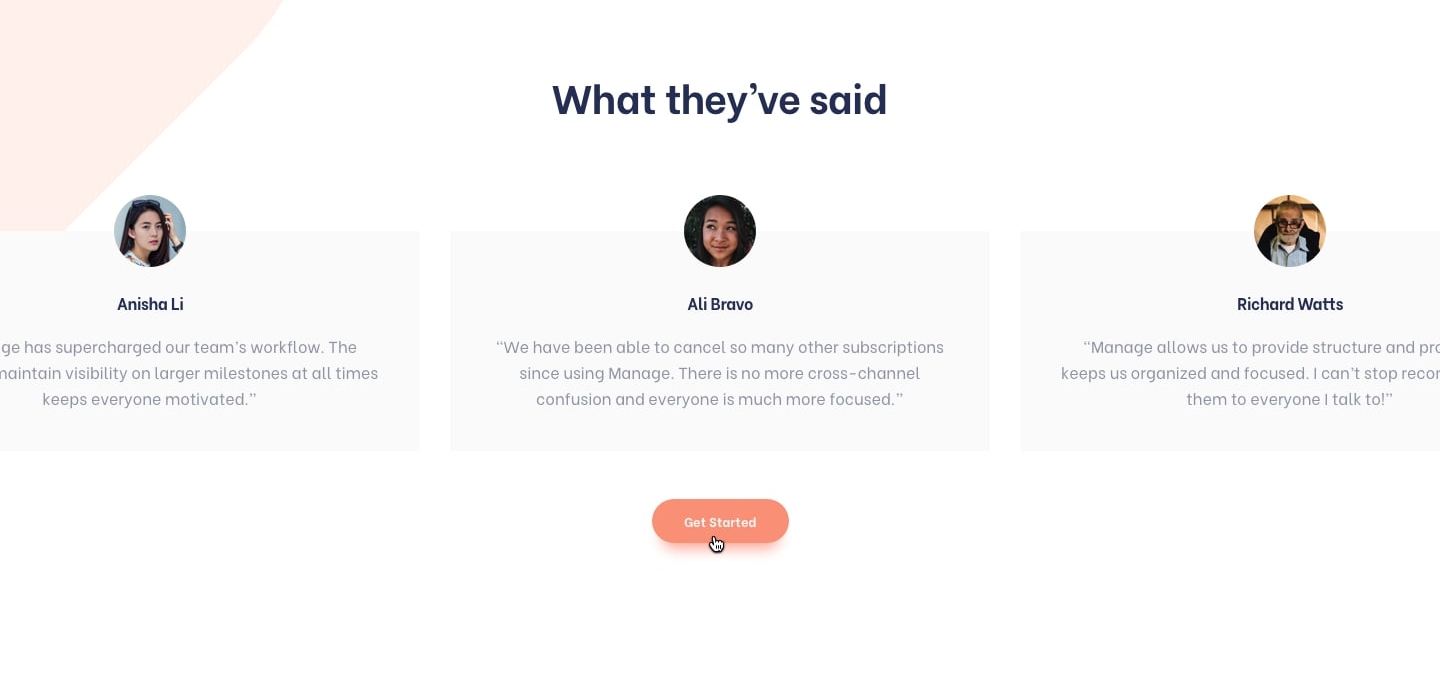 What they’ve said
Anisha Li
ge has supercharged our team’s workflow. The
maintain visibility on larger milestones at all times
keeps everyone motivated.”
Ali Bravo
“We have been able to cancel so many other subscriptions
since using Manage. There is no more cross-channel
confusion and everyone is much more focused.”
Richard Watts
“Manage allows us to provide structure and pro
keeps us organized and focused. I can’t stop recor
them to everyone I talk to!”
Get Started